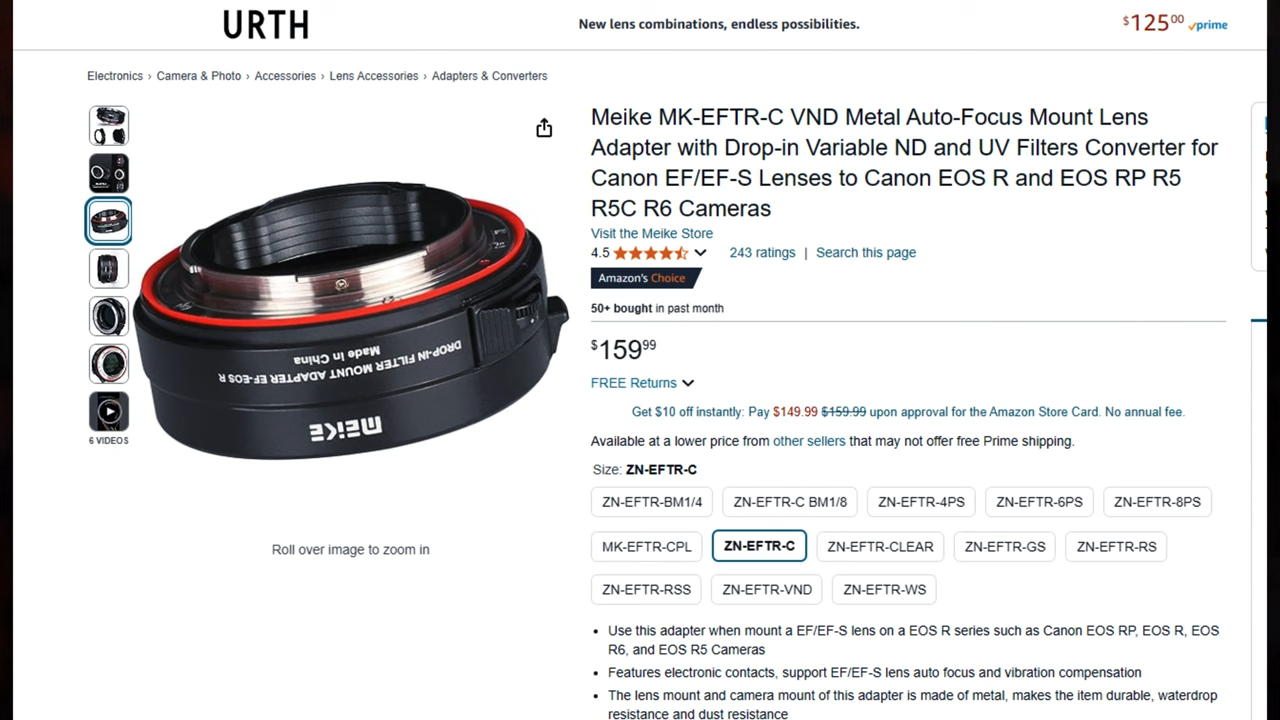 URTH
New lens combinations, endless possibilities.
$125 00 prime
Electronics › Camera & Photo › Accessories › Lens Accessories › Adapters & Converters
Meike MK-EFTR-C VND Metal Auto-Focus Mount Lens
Adapter with Drop-in Variable ND and UV Filters Converter for
Canon EF/EF-S Lenses to Canon EOS R and EOS RP R5
R5C R6 Cameras
Visit the Meike Store
4.5 243 ratings | Search this page
Amazon's Choice
50+ bought in past month
$159 99
FREE Returns
Get $10 off instantly: Pay $149.99 $159.99 upon approval for the Amazon Store Card. No annual fee.
Available at a lower price from other sellers that may not offer free Prime shipping.
Size: ZN-EFTR-C
ZN-EFTR-BM1/4 ZN-EFTR-C BM1/8 ZN-EFTR-4PS ZN-EFTR-6PS ZN-EFTR-8PS
MK-EFTR-CPL ZN-EFTR-C ZN-EFTR-CLEAR ZN-EFTR-GS ZN-EFTR-RS
ZN-EFTR-RSS ZN-EFTR-VND ZN-EFTR-WS
Use this adapter when mount a EF/EF-S lens on a EOS R series such as Canon EOS RP, EOS R, EOS
R6, and EOS R5 Cameras
Features electronic contacts, support EF/EF-S lens auto focus and vibration compensation
The lens mount and camera mount of this adapter is made of metal, makes the item durable, waterdrop
resistance and dust resistance
6 VIDEOS
DROP-IN FILTER MOUNT ADAPTER EF-EOS R
Made in China
MEIKE
Roll over image to zoom in